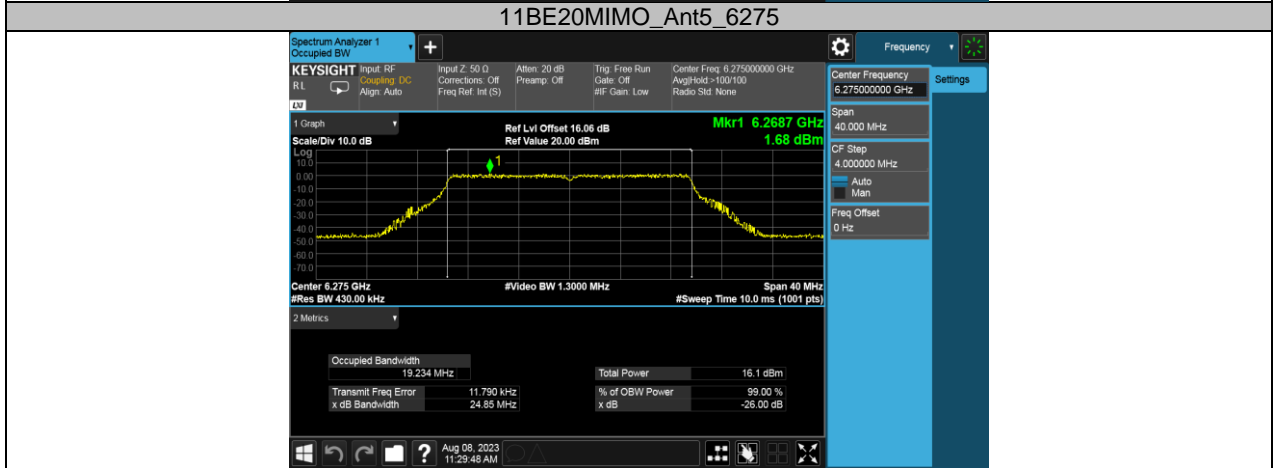 11BE20MIMO_Ant5_6275
Spectrum Analyzer 1
Occupied BW
Frequency
KEYSIGHT
RL
LXI
Input: RF
Coupling: DC
Align: Auto
Input Z: 50 Ω
Corrections: Off
Freq Ref: Int (S)
Atten: 20 dB
Preamp: Off
Trig: Free Run
Gate: Off
#IF Gain: Low
Center Freq: 6.275000000 GHz
Avg|Hold:>100/100
Radio Std: None
Center Frequency
6.275000000 GHz
Settings
Span
40.000 MHz
CF Step
4.000000 MHz
Auto
Man
Freq Offset
0 Hz
1 Graph
Scale/Div 10.0 dB
Ref Lvl Offset 16.06 dB
Ref Value 20.00 dBm
Mkr1 6.2687 GHz
1.68 dBm
Log
10.0
0.00
-10.0
-20.0
-30.0
-40.0
-50.0
-60.0
-70.0
1
Center 6.275 GHz
#Res BW 430.00 kHz
#Video BW 1.3000 MHz
Span 40 MHz
#Sweep Time 10.0 ms (1001 pts)
2 Metrics
Occupied Bandwidth
19.234 MHz
Total Power 16.1 dBm
Transmit Freq Error 11.790 kHz
% of OBW Power 99.00 %
x dB Bandwidth 24.85 MHz
x dB -26.00 dB
?
Aug 08, 2023
11:29:48 AM